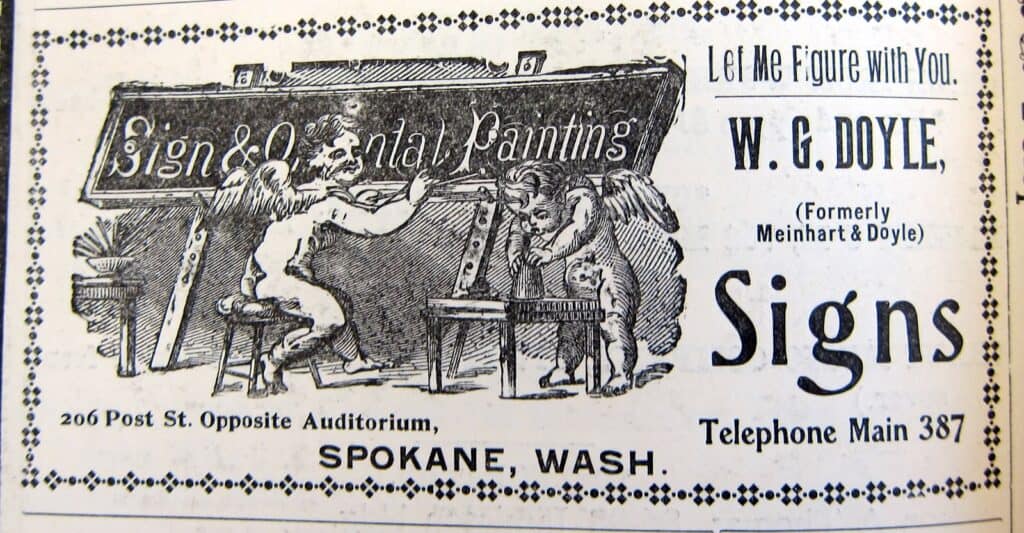 Sign & O ntal Painting
Let Me Figure with You.
W. G. DOYLE,
(Formerly
Meinhart & Doyle)
Signs
206 Post St. Opposite Auditorium,
Telephone Main 387
SPOKANE, WASH.